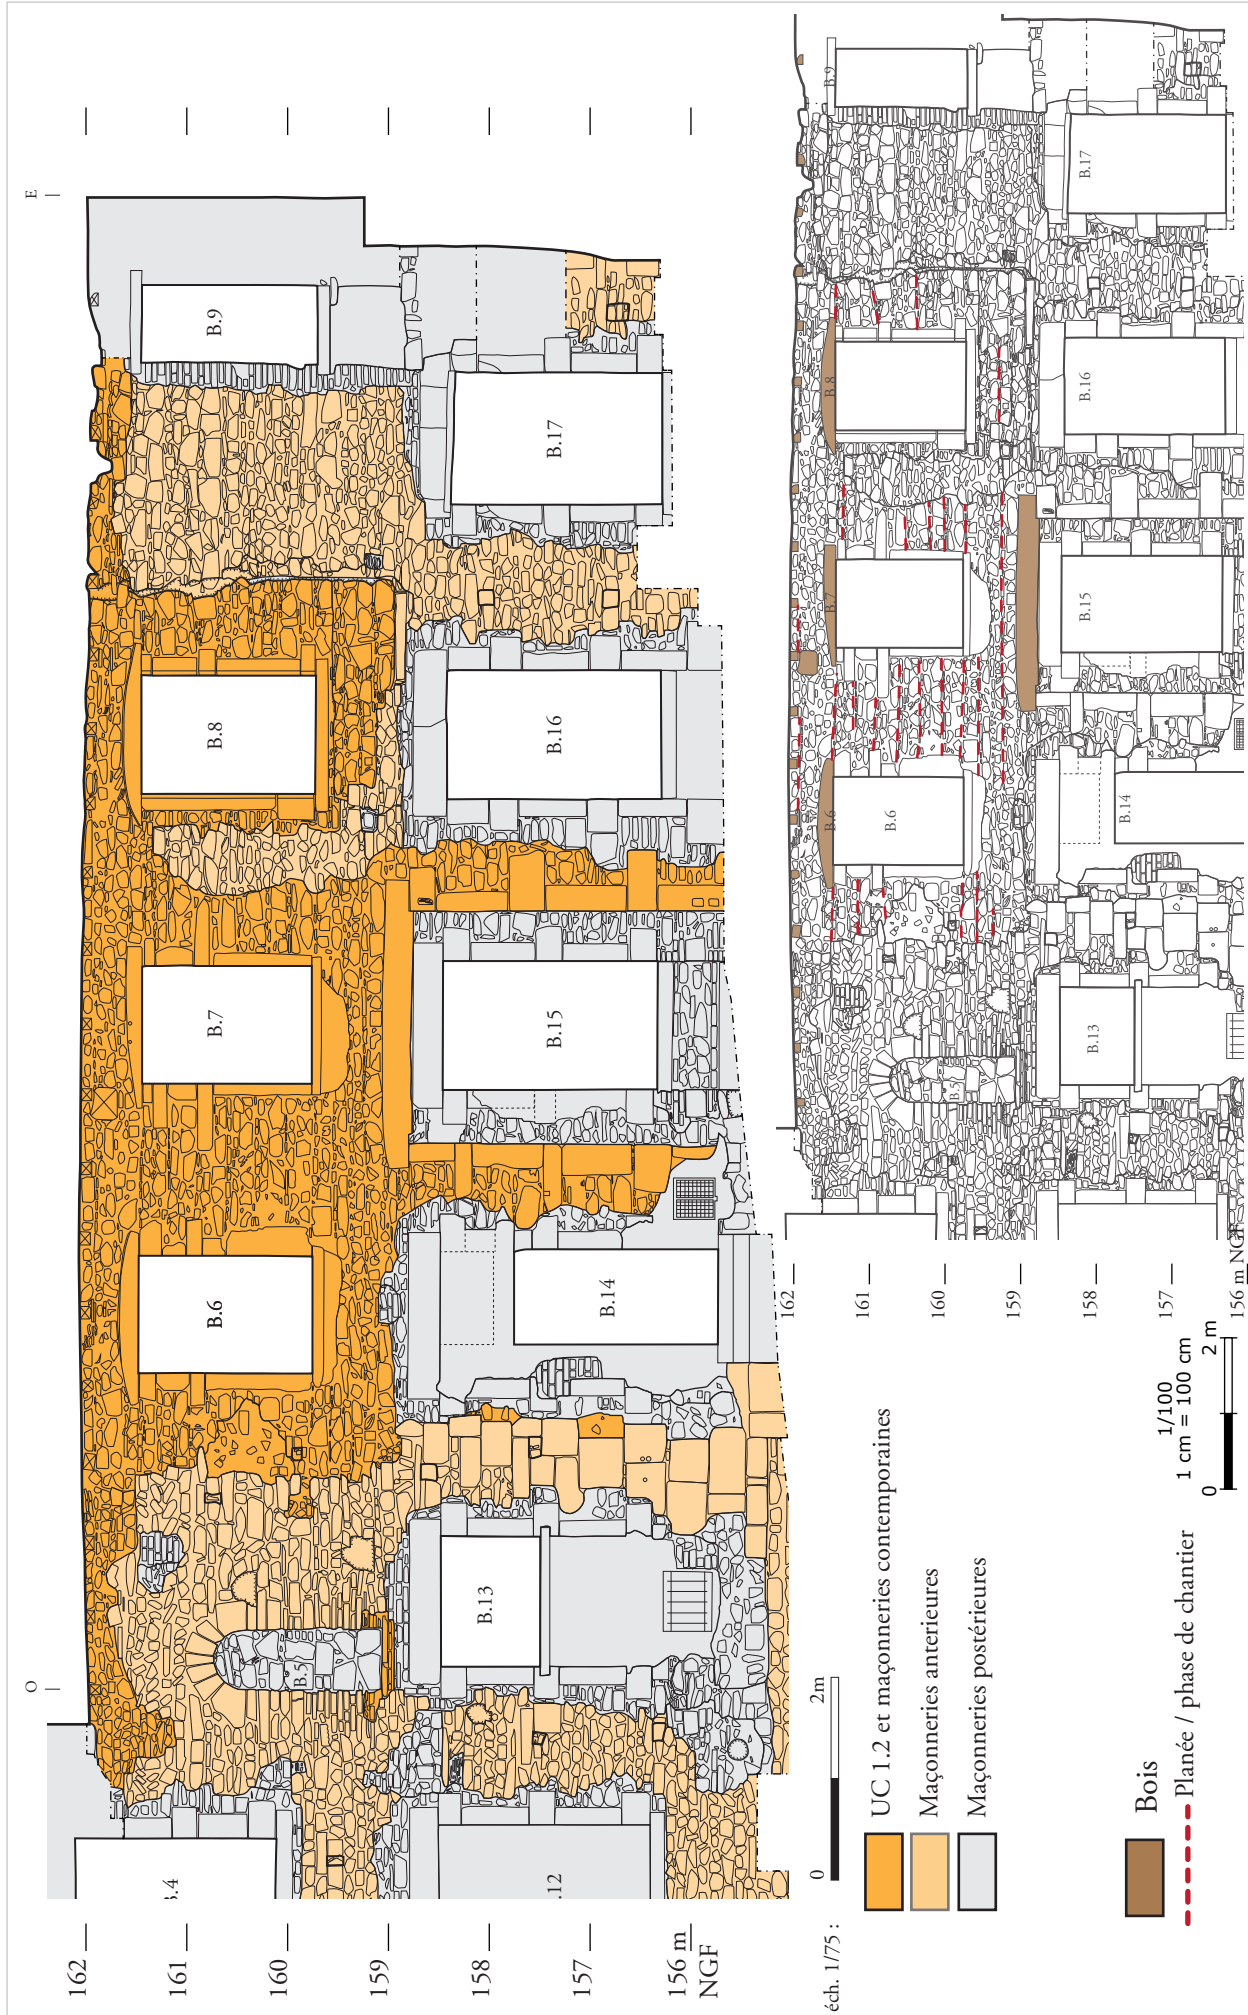 O
E
162
161
160
159
158
157
156 m
NGF
B.4
B.5
B.6
B.7
B.8
B.9
.12
B.13
B.14
B.15
B.16
B.17
éch. 1/75 :
0
2m
UC 1.2 et maçonneries contemporaines
Maçonneries anterieures
Maçonneries postérieures
Bois
Planée / phase de chantier
1/100
1 cm = 100 cm
0
2 m
162
161
160
159
158
157
156 m NGF
B.5
B.6
B.6
B.7
B.8
B.9
B.13
B.14
B.15
B.16
B.17